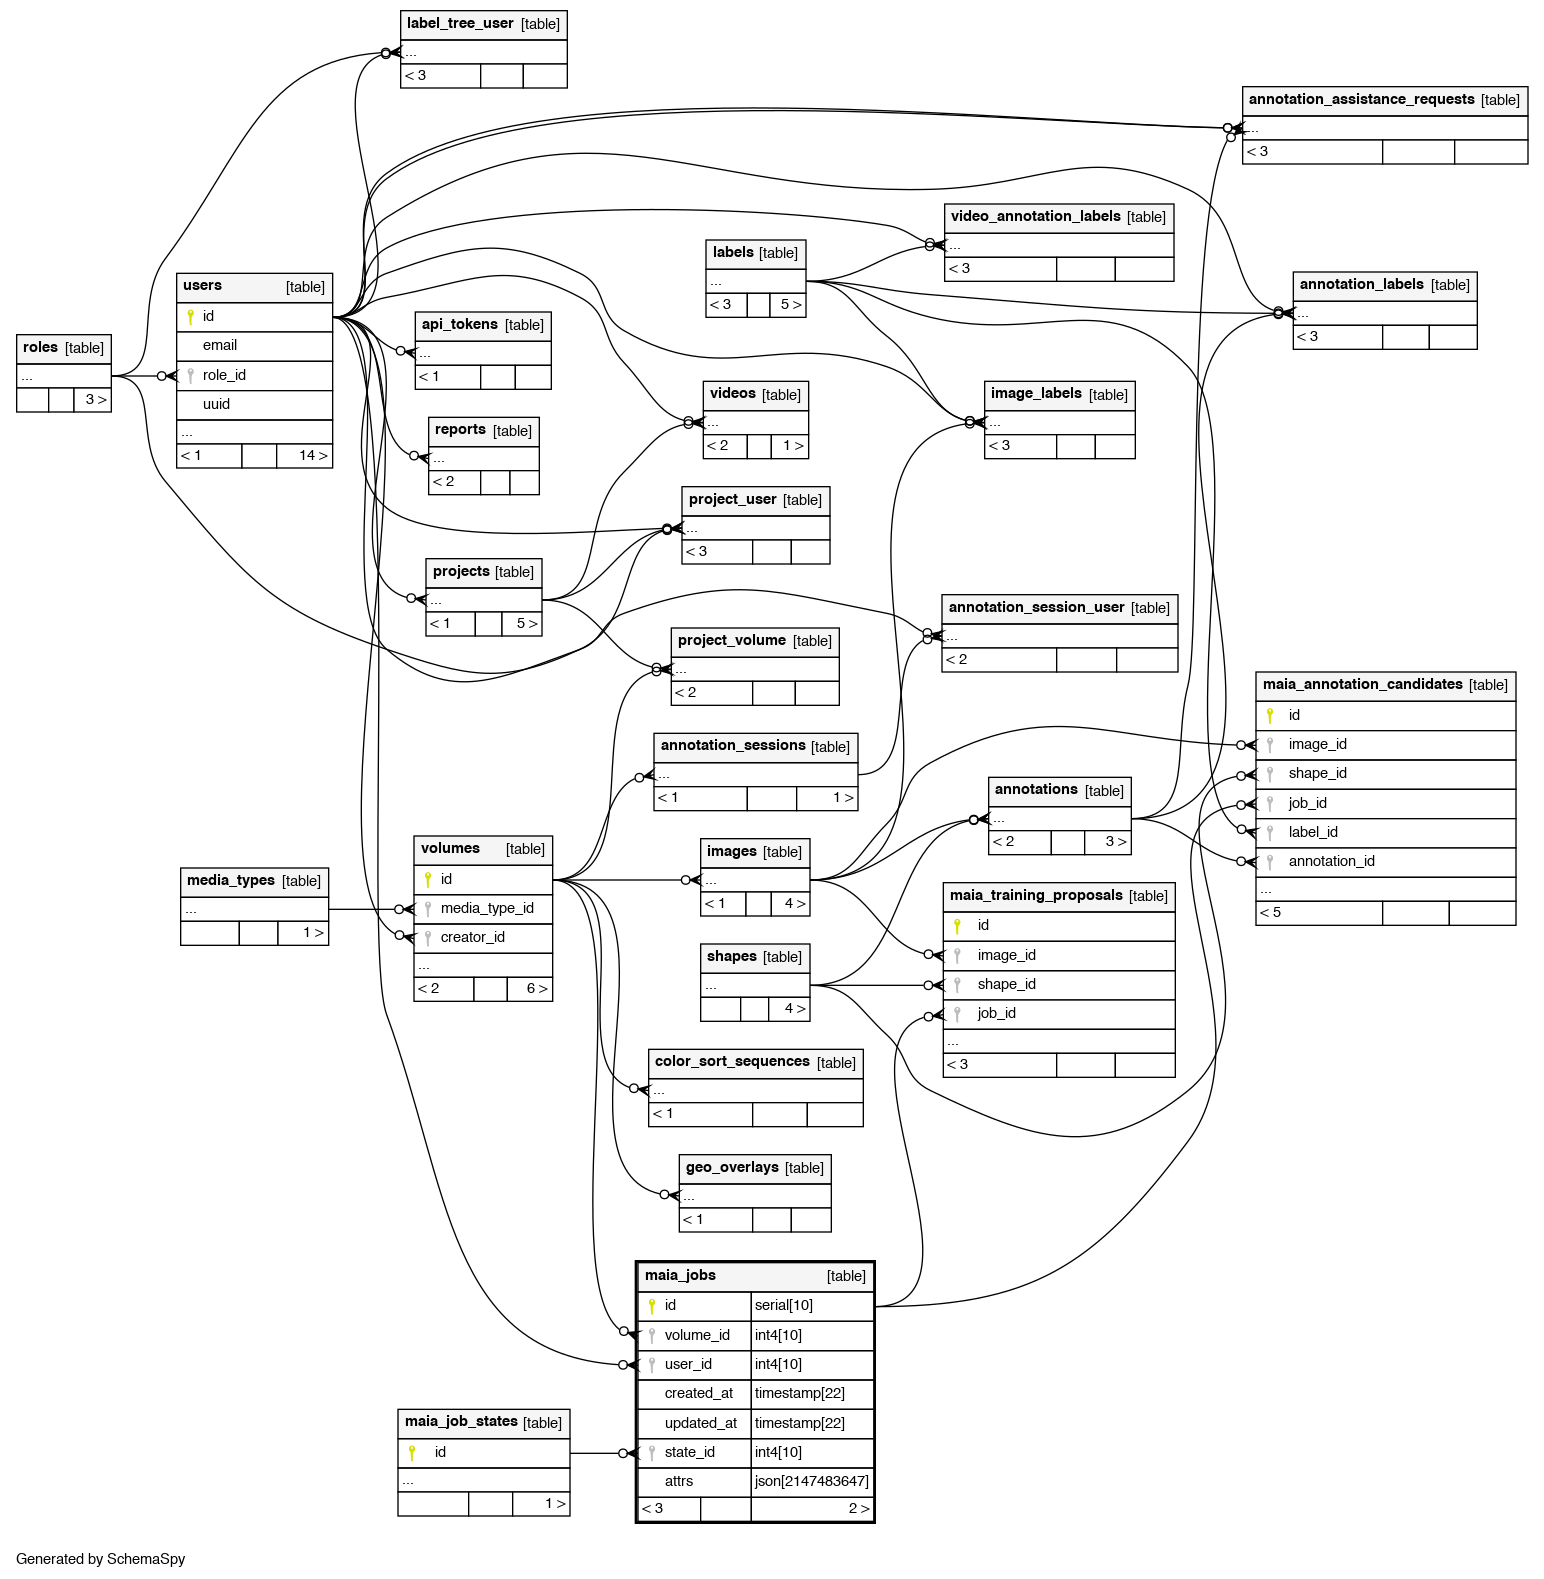 label_tree_user [table]
...
< 3
annotation_assistance_requests [table]
...
< 3
video_annotation_labels [table]
...
< 3
labels [table]
...
< 3 5 >
users [table]
id
email
role_id
uuid
...
< 1 14 >
annotation_labels [table]
...
< 3
api_tokens [table]
...
< 1
roles [table]
...
3 >
videos [table]
...
< 2 1 >
image_labels [table]
...
< 3
reports [table]
...
< 2
project_user [table]
...
< 3
projects [table]
...
< 1 5 >
annotation_session_user [table]
...
< 2
project_volume [table]
...
< 2
maia_annotation_candidates [table]
id
image_id
shape_id
job_id
label_id
annotation_id
...
< 5
annotation_sessions [table]
...
< 1 1 >
annotations [table]
...
< 2 3 >
volumes [table]
id
media_type_id
creator_id
...
< 2 6 >
images [table]
...
< 1 4 >
media_types [table]
...
1 >
maia_training_proposals [table]
id
image_id
shape_id
job_id
...
< 3
shapes [table]
...
4 >
color_sort_sequences [table]
...
< 1
geo_overlays [table]
...
< 1
maia_jobs [table]
id serial[10]
volume_id int4[10]
user_id int4[10]
created_at timestamp[22]
updated_at timestamp[22]
state_id int4[10]
attrs json[2147483647]
< 3 2 >
maia_job_states [table]
id
...
1 >
Generated by SchemaSpy